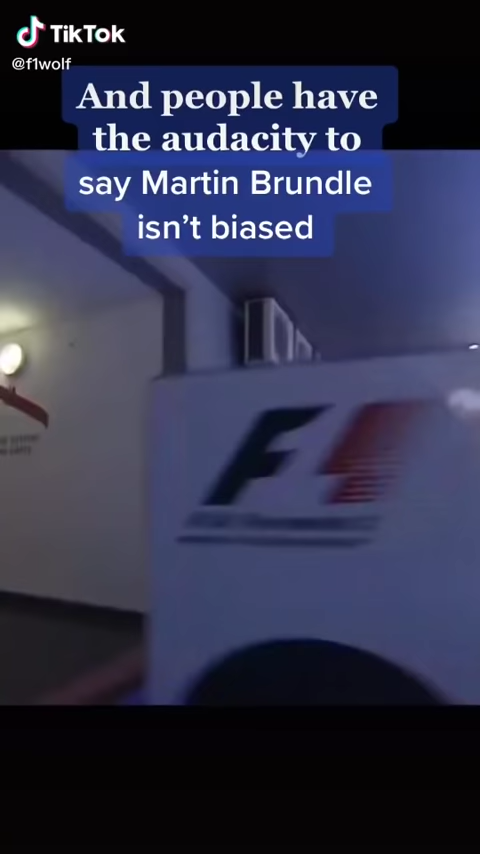 TikTok
@f1wolf
And people have
the audacity to
say Martin Brundle
isn't biased
F1